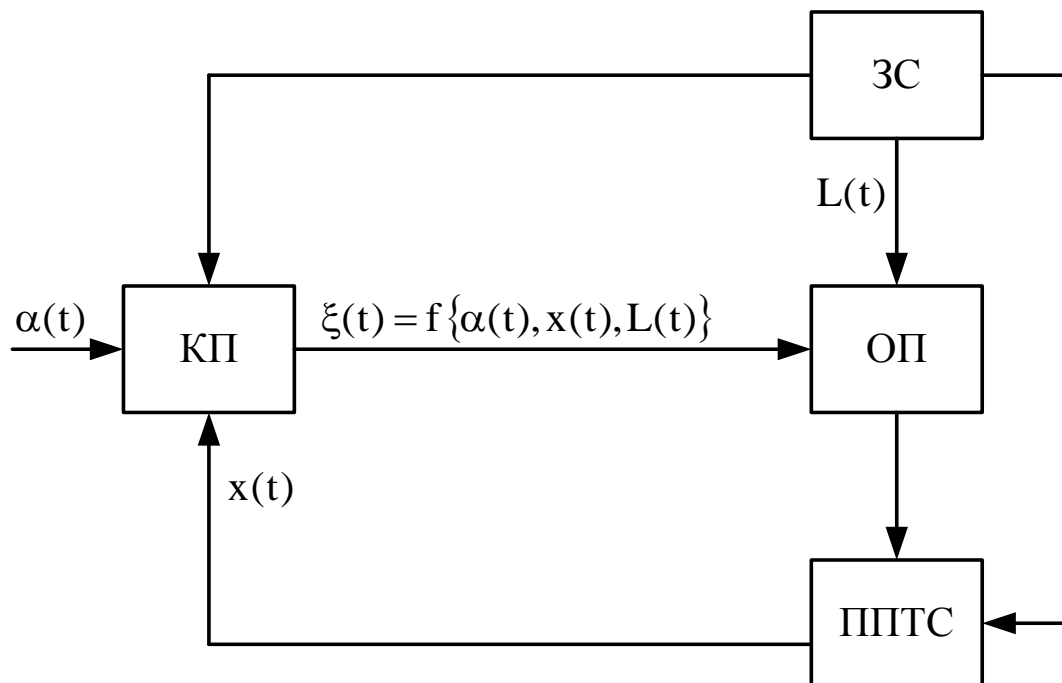 ЗС
L(t)
α(t)
КП
ξ(t) = f{α(t), x(t), L(t)}
ОП
x(t)
ППТС